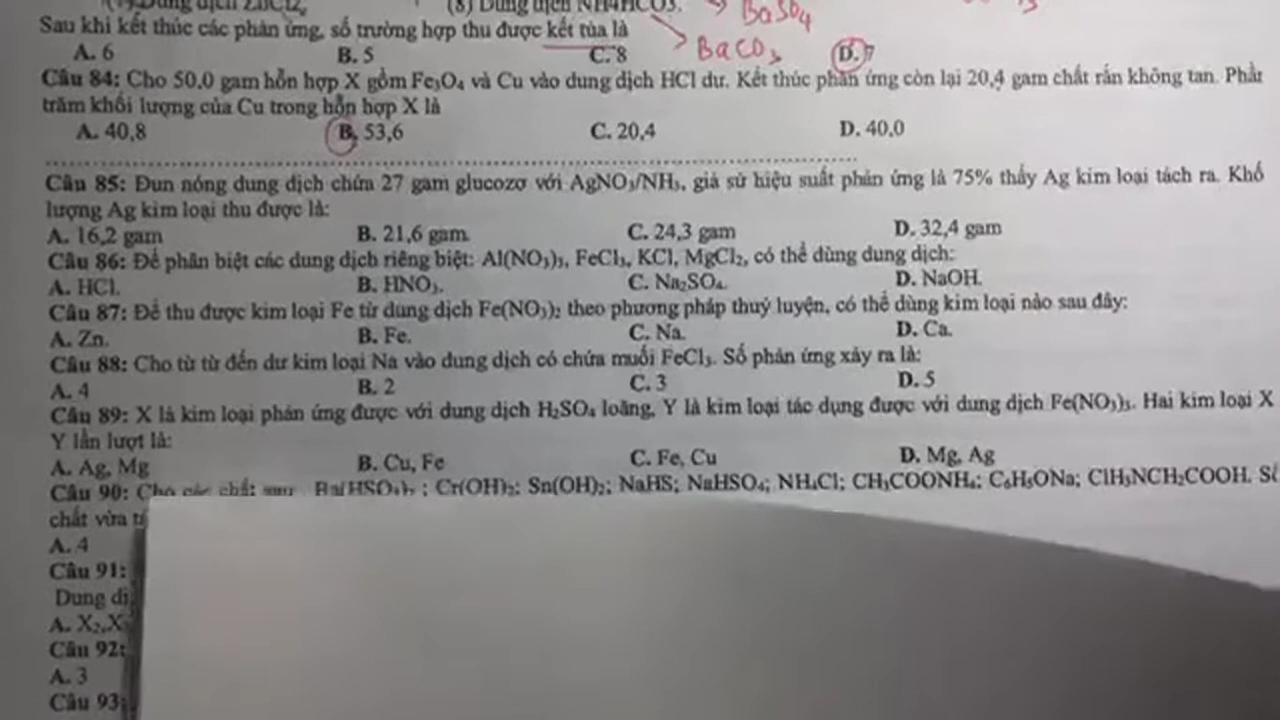 BaSO₄
(8) Dung dịch NH4HCO3.
Sau khi kết thúc các phản ứng, số trường hợp thu được kết tủa là
BaCO₃
A. 6 B. 5 C. 8 D. 7
Câu 84: Cho 50,0 gam hỗn hợp X gồm Fe₃O₄ và Cu vào dung dịch HCl dư. Kết thúc phản ứng còn lại 20,4 gam chất rắn không tan. Phần
trăm khối lượng của Cu trong hỗn hợp X là
A. 40,8 B. 53,6 C. 20,4 D. 40,0
Câu 85: Đun nóng dung dịch chứa 27 gam glucozơ với AgNO₃/NH₃, giả sử hiệu suất phản ứng là 75% thấy Ag kim loại tách ra. Khố
lượng Ag kim loại thu được là:
A. 16,2 gam B. 21,6 gam. C. 24,3 gam D. 32,4 gam
Câu 86: Để phân biệt các dung dịch riêng biệt: Al(NO₃)₃, FeCl₃, KCl, MgCl₂, có thể dùng dung dịch:
A. HCl. B. HNO₃. C. Na₂SO₄. D. NaOH.
Câu 87: Để thu được kim loại Fe từ dung dịch Fe(NO₃)₂ theo phương pháp thuỷ luyện, có thể dùng kim loại nào sau đây:
A. Zn. B. Fe. C. Na. D. Ca.
Câu 88: Cho từ từ đến dư kim loại Na vào dung dịch có chứa muối FeCl₃. Số phản ứng xảy ra là:
A. 4 B. 2 C. 3 D. 5
Câu 89: X là kim loại phản ứng được với dung dịch H₂SO₄ loãng, Y là kim loại tác dụng được với dung dịch Fe(NO₃)₃. Hai kim loại X
Y lần lượt là:
A. Ag, Mg B. Cu, Fe C. Fe, Cu D. Mg, Ag
Câu 90: Cho các chất sau Ba(HSO₃)₂ ; Cr(OH)₂; Sn(OH)₂; NaHS; NaHSO₄; NH₄Cl; CH₃COONH₄; C₆H₅ONa; ClH₃NCH₂COOH. Số
chất vừa
A. 4
Câu 91:
Dung
A. X₂,X
Câu 92:
A. 3
Câu 93: